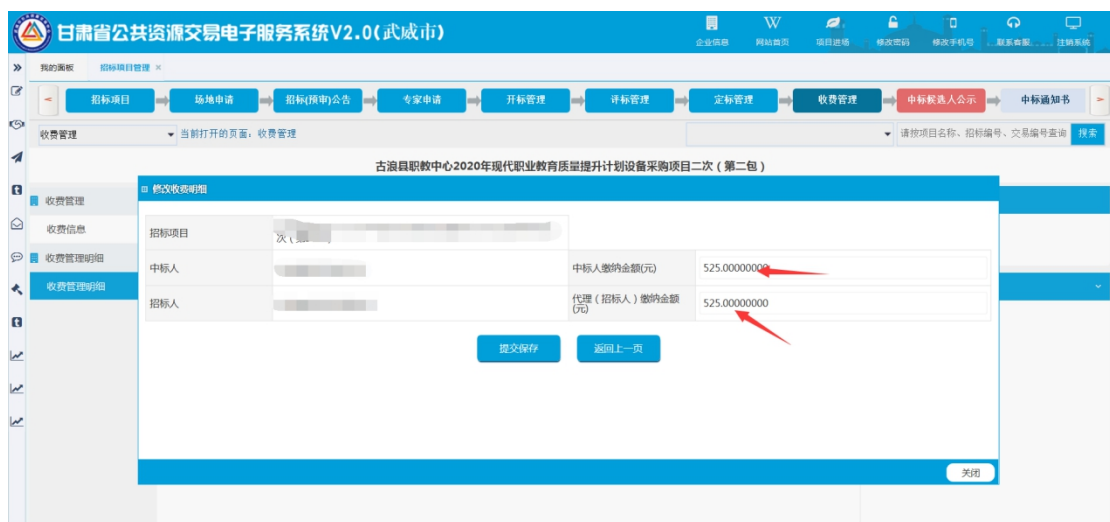 甘肃省公共资源交易电子服务系统V2.0(武威市)
企业信息 网站首页 项目进场 修改密码 修改手机号 联系客服 注销系统
我的面板 招标项目管理 ×
招标项目 场地申请 招标(预审)公告 专家申请 开标管理 评标管理 定标管理 收费管理 中标候选人公示 中标通知书
收费管理 当前打开的页面：收费管理 请按项目名称、招标编号、交易编号查询 搜索
古浪县职教中心2020年现代职业教育质量提升计划设备采购项目二次（第二包）
修改收费明细
收费管理
收费信息
收费管理明细
收费管理明细
招标项目
中标人 中标人缴纳金额(元) 525.00000000
招标人 代理（招标人）缴纳金额(元) 525.00000000
提交保存 返回上一页
关闭